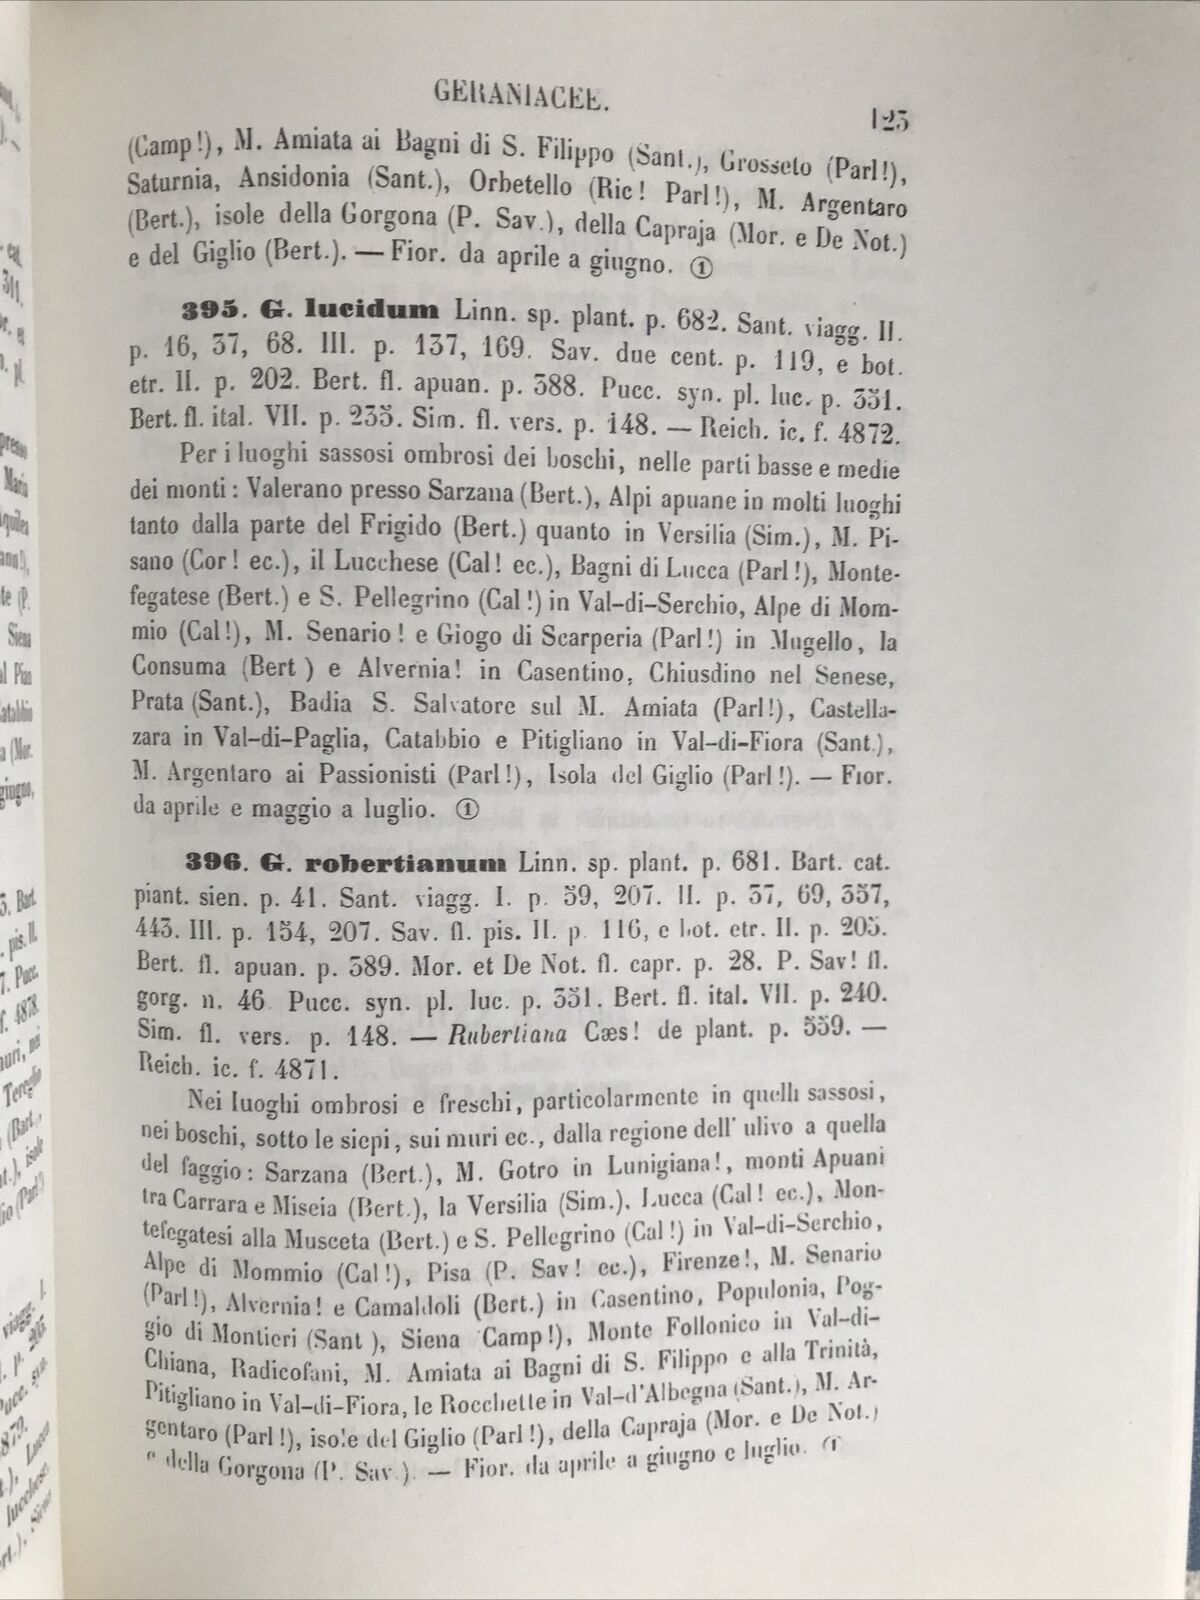 GERANIACEE.
123
(Camp!), M. Amiata ai Bagni di S. Filippo (Sant.), Grosseto (Parl!),
Saturnia, Ansidonia (Sant.), Orbetello (Ric! Parl!), M. Argentaro
(Bert.), isole della Gorgona (P. Sav.), della Capraja (Mor. e De Not.)
e del Giglio (Bert.). — Fior. da aprile a giugno. ①
395. G. lucidum Linn. sp. plant. p. 682. Sant. viagg. II.
p. 16, 37, 68. III. p. 137, 169. Sav. due cent. p. 119, e bot.
etr. II. p. 202. Bert. fl. apuan. p. 388. Pucc. syn. pl. luc. p. 351.
Bert. fl. ital. VII. p. 235. Sim. fl. vers. p. 148. — Reich. ic. f. 4872.
Per i luoghi sassosi ombrosi dei boschi, nelle parti basse e medie
dei monti: Valerano presso Sarzana (Bert.), Alpi apuane in molti luoghi
tanto dalla parte del Frigido (Bert.) quanto in Versilia (Sim.), M. Pi-
sano (Cor! ec.), il Lucchese (Cal! ec.), Bagni di Lucca (Parl!), Monte-
fegatese (Bert.) e S. Pellegrino (Cal!) in Val-di-Serchio, Alpe di Mom-
mio (Cal!), M. Senario! e Giogo di Scarperia (Parl!) in Mugello, la
Consuma (Bert ) e Alvernia! in Casentino, Chiusdino nel Senese,
Prata (Sant.), Badia S. Salvatore sul M. Amiata (Parl!), Castella-
zara in Val-di-Paglia, Catabbio e Pitigliano in Val-di-Fiora (Sant.),
M. Argentaro ai Passionisti (Parl!), Isola del Giglio (Parl!). — Fior.
da aprile e maggio a luglio. ①
396. G. robertianum Linn. sp. plant. p. 681. Bart. cat.
piant. sien. p. 41. Sant. viagg. I. p. 59, 207. II. p. 37, 69, 357,
443. III. p. 154, 207. Sav. fl. pis. II. p. 116, e bot. etr. II. p. 203.
Bert. fl. apuan. p. 389. Mor. et De Not. fl. capr. p. 28. P. Sav! fl.
gorg. n. 46. Pucc. syn. pl. luc. p. 351. Bert. fl. ital. VII. p. 240.
Sim. fl. vers. p. 148. — Rubertiana Cæs! de plant. p. 559. —
Reich. ic. f. 4871.
Nei luoghi ombrosi e freschi, particolarmente in quelli sassosi,
nei boschi, sotto le siepi, sui muri ec., dalla regione dell' ulivo a quella
del faggio: Sarzana (Bert.), M. Gotro in Lunigiana!, monti Apuani
tra Carrara e Miseia (Bert.), la Versilia (Sim.), Lucca (Cal! ec.), Mon-
tefegatesi alla Musceta (Bert.) e S. Pellegrino (Cal!) in Val-di-Serchio,
Alpe di Mommio (Cal!), Pisa (P. Sav! ec.), Firenze!, M. Senario
(Parl!), Alvernia! e Camaldoli (Bert.) in Casentino, Populonia, Pog-
gio di Montieri (Sant ), Siena (Camp!), Monte Follonico in Val-di-
Chiana, Radicofani, M. Amiata ai Bagni di S. Filippo e alla Trinità,
Pitigliano in Val-di-Fiora, le Rocchette in Val-d'Albegna (Sant.), M. Ar-
gentaro (Parl!), isole del Giglio (Parl!), della Capraja (Mor. e De Not.)
e della Gorgona (P. Sav.). — Fior. da aprile a giugno e luglio. ①